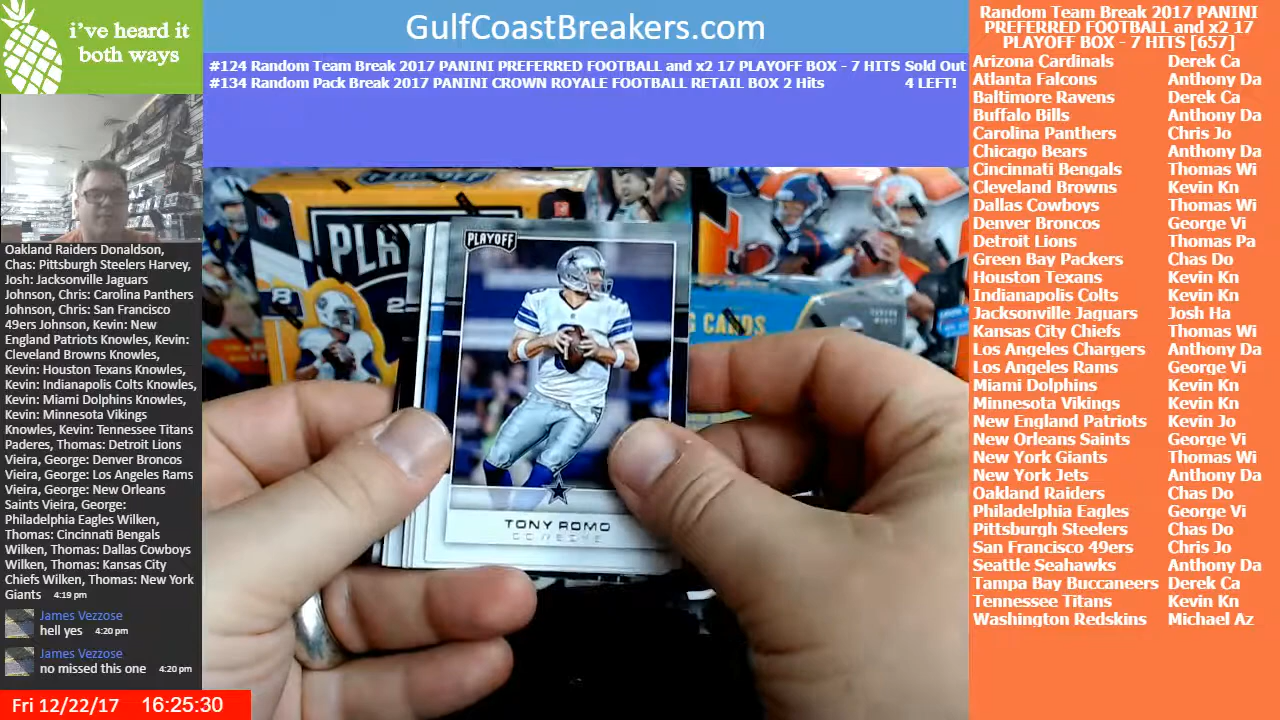 i've heard it
both ways
GulfCoastBreakers.com
#124 Random Team Break 2017 PANINI PREFERRED FOOTBALL and x2 17 PLAYOFF BOX - 7 HITS Sold Out
#134 Random Pack Break 2017 PANINI CROWN ROYALE FOOTBALL RETAIL BOX 2 Hits 4 LEFT!
Random Team Break 2017 PANINI
PREFERRED FOOTBALL and x2 17
PLAYOFF BOX - 7 HITS [657]
Arizona Cardinals Derek Ca
Atlanta Falcons Anthony Da
Baltimore Ravens Derek Ca
Buffalo Bills Anthony Da
Carolina Panthers Chris Jo
Chicago Bears Anthony Da
Cincinnati Bengals Thomas Wi
Cleveland Browns Kevin Kn
Dallas Cowboys Thomas Wi
Denver Broncos George Vi
Detroit Lions Thomas Pa
Green Bay Packers Chas Do
Houston Texans Kevin Kn
Indianapolis Colts Kevin Kn
Jacksonville Jaguars Josh Ha
Kansas City Chiefs Thomas Wi
Los Angeles Chargers Anthony Da
Los Angeles Rams George Vi
Miami Dolphins Kevin Kn
Minnesota Vikings Kevin Kn
New England Patriots Kevin Jo
New Orleans Saints George Vi
New York Giants Thomas Wi
New York Jets Anthony Da
Oakland Raiders Chas Do
Philadelphia Eagles George Vi
Pittsburgh Steelers Chas Do
San Francisco 49ers Chris Jo
Seattle Seahawks Anthony Da
Tampa Bay Buccaneers Derek Ca
Tennessee Titans Kevin Kn
Washington Redskins Michael Az
Oakland Raiders Donaldson,
Chas: Pittsburgh Steelers Harvey,
Josh: Jacksonville Jaguars
Johnson, Chris: Carolina Panthers
Johnson, Chris: San Francisco
49ers Johnson, Kevin: New
England Patriots Knowles, Kevin:
Cleveland Browns Knowles,
Kevin: Houston Texans Knowles,
Kevin: Indianapolis Colts Knowles,
Kevin: Miami Dolphins Knowles,
Kevin: Minnesota Vikings
Knowles, Kevin: Tennessee Titans
Paderes, Thomas: Detroit Lions
Vieira, George: Denver Broncos
Vieira, George: Los Angeles Rams
Vieira, George: New Orleans
Saints Vieira, George:
Philadelphia Eagles Wilken,
Thomas: Cincinnati Bengals
Wilken, Thomas: Dallas Cowboys
Wilken, Thomas: Kansas City
Chiefs Wilken, Thomas: New York
Giants 4:19 pm
James Vezzose
hell yes 4:20 pm
James Vezzose
no missed this one 4:20 pm
Fri 12/22/17 16:25:30
PLAYOFF
TONY ROMO
COWBOYS
CARDS